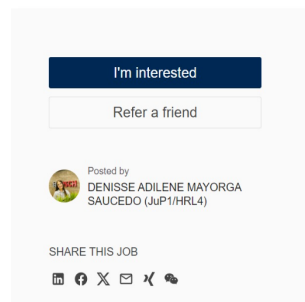 I'm interested
Refer a friend
Posted by
DENISSE ADILENE MAYORGA
SAUCEDO (JuP1/HRL4)
SHARE THIS JOB